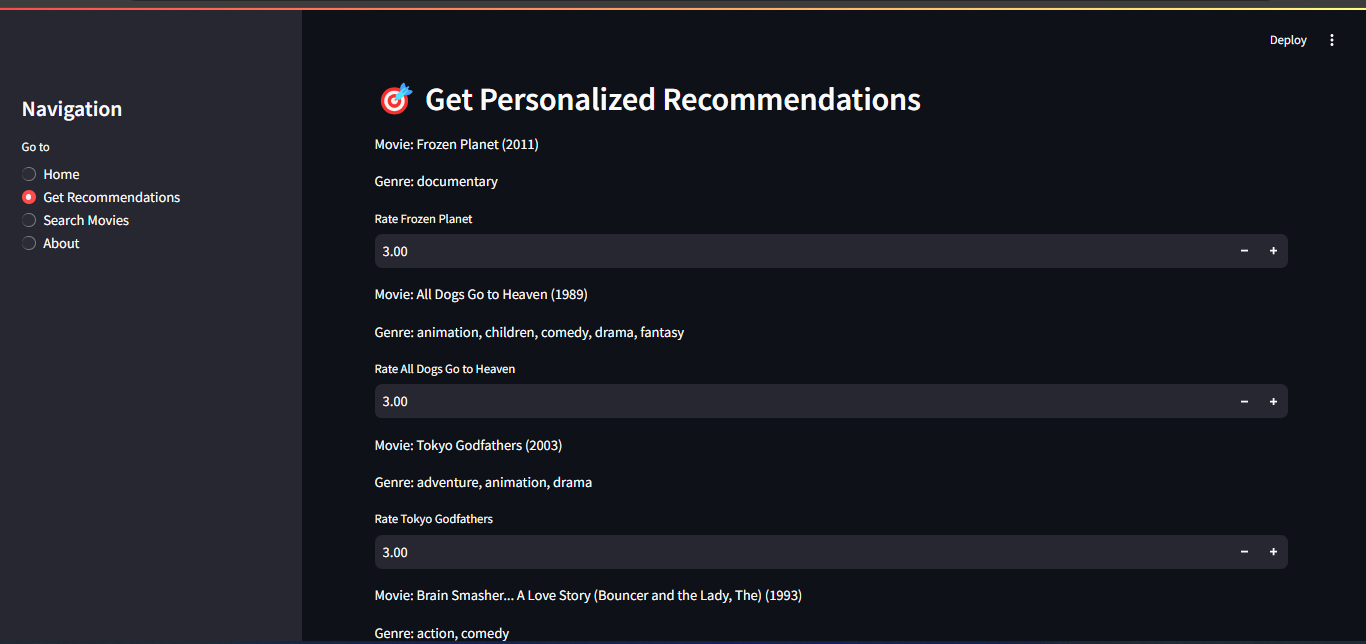 Deploy
Navigation
Go to
Home
Get Recommendations
Search Movies
About
Get Personalized Recommendations
Movie: Frozen Planet (2011)
Genre: documentary
Rate Frozen Planet
3.00
Movie: All Dogs Go to Heaven (1989)
Genre: animation, children, comedy, drama, fantasy
Rate All Dogs Go to Heaven
3.00
Movie: Tokyo Godfathers (2003)
Genre: adventure, animation, drama
Rate Tokyo Godfathers
3.00
Movie: Brain Smasher... A Love Story (Bouncer and the Lady, The) (1993)
Genre: action, comedy